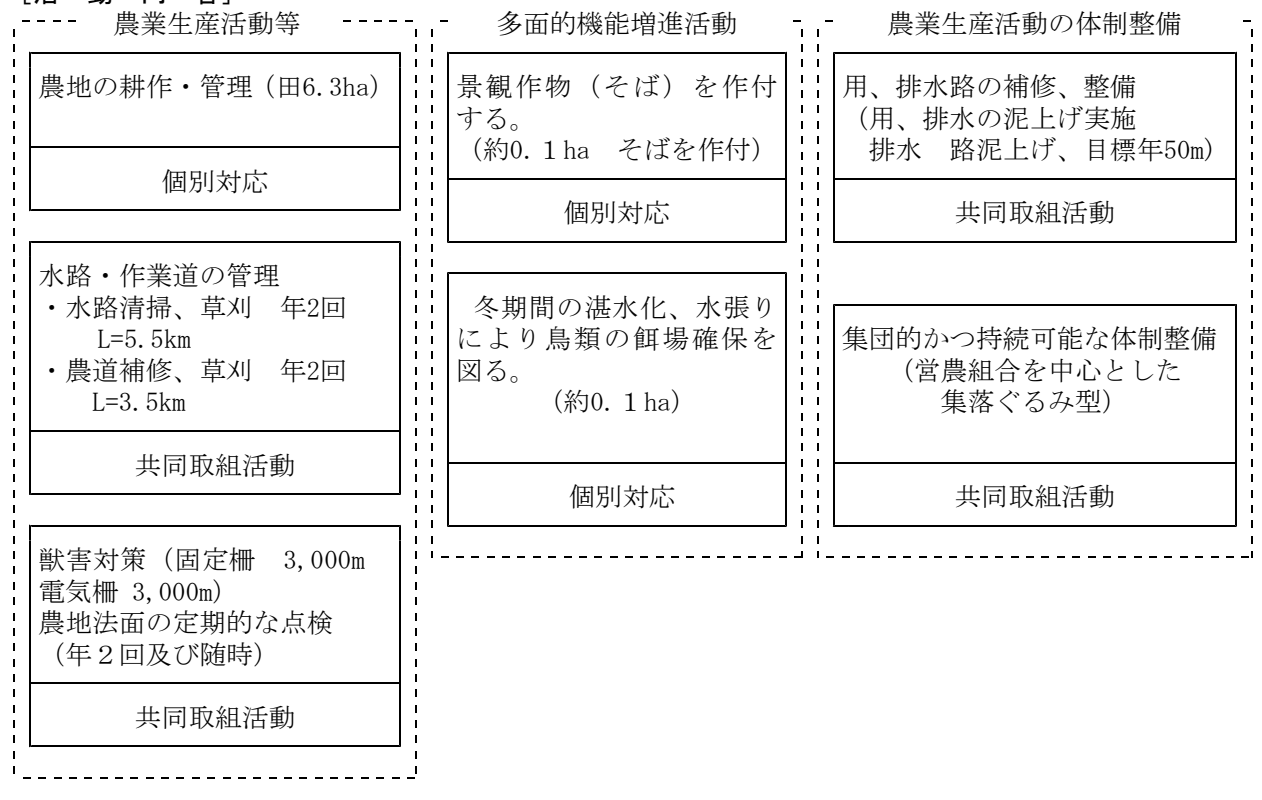 農業生産活動等
農地の耕作・管理（田6.3ha）
個別対応
水路・作業道の管理
・水路清掃、草刈　年2回
L=5.5km
・農道補修、草刈　年2回
L=3.5km
共同取組活動
獣害対策（固定柵　3,000m
電気柵 3,000m）
農地法面の定期的な点検
（年２回及び随時）
共同取組活動
多面的機能増進活動
景観作物（そば）を作付
する。
（約0.１ha　そばを作付）
個別対応
冬期間の湛水化、水張り
により鳥類の餌場確保を
図る。
（約0.１ha）
個別対応
農業生産活動の体制整備
用、排水路の補修、整備
（用、排水の泥上げ実施
排水　路泥上げ、目標年50m）
共同取組活動
集団的かつ持続可能な体制整備
（営農組合を中心とした
集落ぐるみ型）
共同取組活動